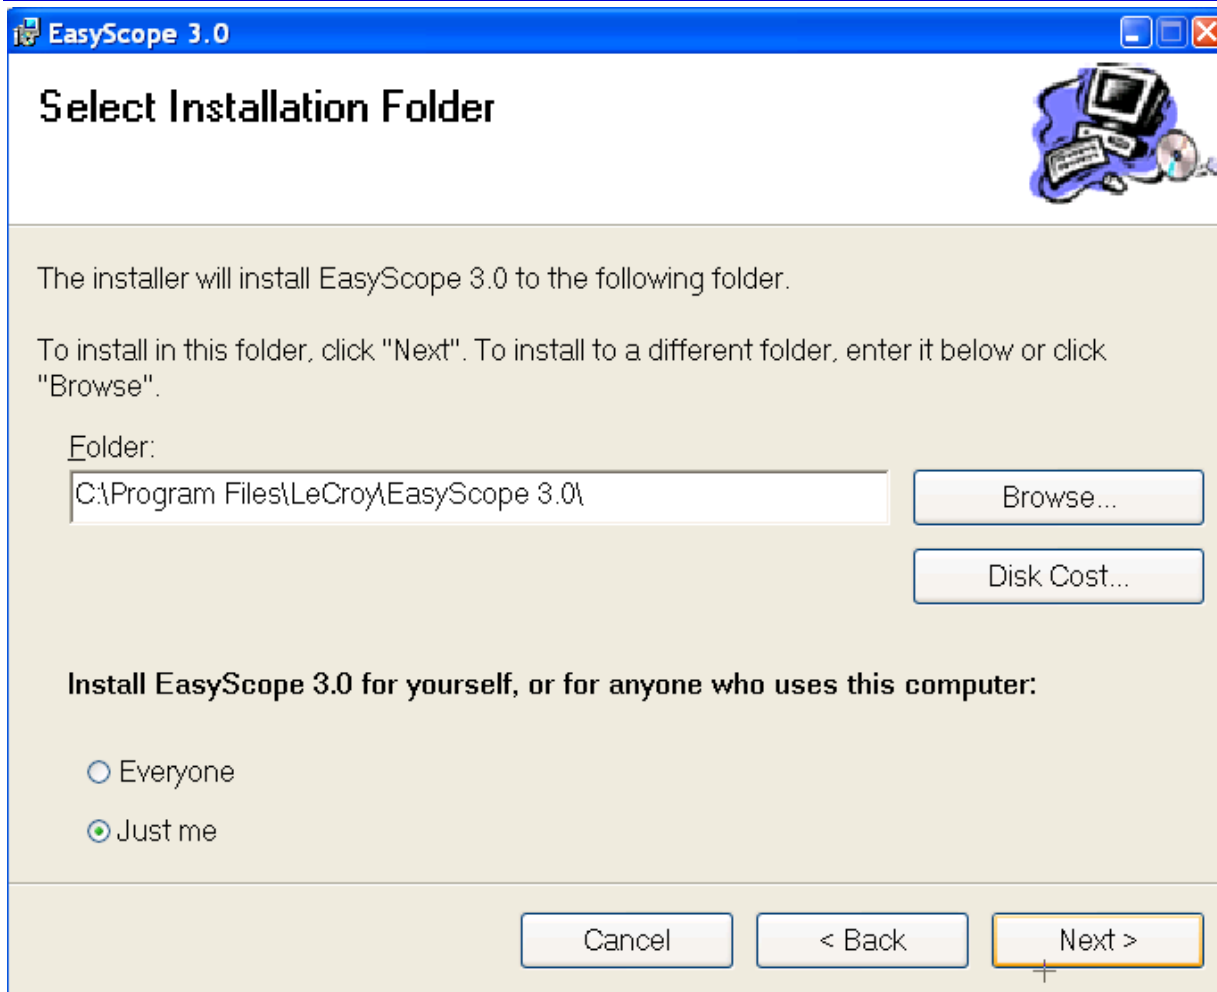 EasyScope 3.0
Select Installation Folder
The installer will install EasyScope 3.0 to the following folder.
To install in this folder, click "Next". To install to a different folder, enter it below or click
"Browse".
Folder:
C:\Program Files\LeCroy\EasyScope 3.0\
Browse...
Disk Cost...
Install EasyScope 3.0 for yourself, or for anyone who uses this computer:
Everyone
Just me
Cancel
< Back
Next >